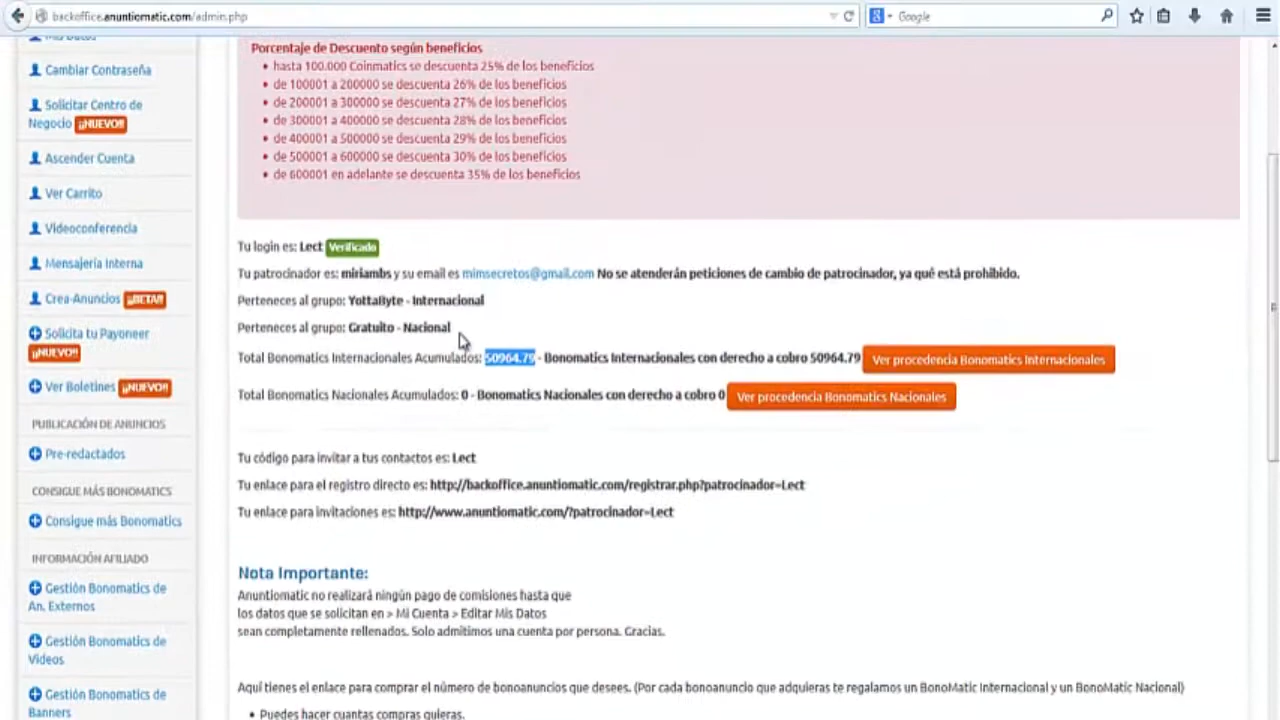 backoffice.anuntiomatic.com/admin.php
Google
Mis Datos
Cambiar Contraseña
Solicitar Centro de
Negocio ¡¡NUEVO!!
Ascender Cuenta
Ver Carrito
Videoconferencia
Mensajería Interna
Crea-Anuncios ¡¡BETA!!
Solicita tu Payoneer
¡¡NUEVO!!
Ver Boletines ¡¡NUEVO!!
PUBLICACIÓN DE ANUNCIOS
Pre-redactados
CONSIGUE MÁS BONOMATICS
Consigue más Bonomatics
INFORMACIÓN AFILIADO
Gestión Bonomatics de
An. Externos
Gestión Bonomatics de
Videos
Gestión Bonomatics de
Banners
Porcentaje de Descuento según beneficios
• hasta 100.000 Coinmatics se descuenta 25% de los beneficios
• de 100001 a 200000 se descuenta 26% de los beneficios
• de 200001 a 300000 se descuenta 27% de los beneficios
• de 300001 a 400000 se descuenta 28% de los beneficios
• de 400001 a 500000 se descuenta 29% de los beneficios
• de 500001 a 600000 se descuenta 30% de los beneficios
• de 600001 en adelante se descuenta 35% de los beneficios
Tu login es: Lect Verificado
Tu patrocinador es: miriambs y su email es mimsecretos@gmail.com No se atenderán peticiones de cambio de patrocinador, ya qué está prohibido.
Perteneces al grupo: YottaByte - Internacional
Perteneces al grupo: Gratuito - Nacional
Total Bonomatics Internacionales Acumulados: 50964.79 - Bonomatics Internacionales con derecho a cobro 50964.79 Ver procedencia Bonomatics Internacionales
Total Bonomatics Nacionales Acumulados: 0 - Bonomatics Nacionales con derecho a cobro 0 Ver procedencia Bonomatics Nacionales
Tu código para invitar a tus contactos es: Lect
Tu enlace para el registro directo es: http://backoffice.anuntiomatic.com/registrar.php?patrocinador=Lect
Tu enlace para invitaciones es: http://www.anuntiomatic.com/?patrocinador=Lect
Nota Importante:
Anuntiomatic no realizará ningún pago de comisiones hasta que
los datos que se solicitan en > Mi Cuenta > Editar Mis Datos
sean completamente rellenados. Solo admitimos una cuenta por persona. Gracias.
Aquí tienes el enlace para comprar el número de bonoanuncios que desees. (Por cada bonoanuncio que adquieras te regalamos un BonoMatic Internacional y un BonoMatic Nacional)
• Puedes hacer cuantas compras quieras.